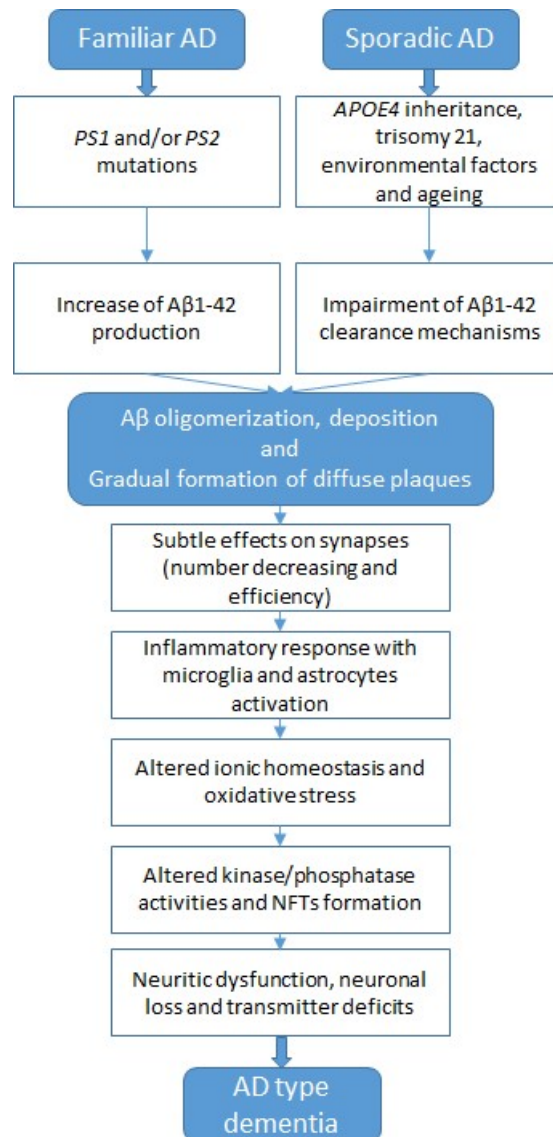 Familiar AD
Sporadic AD
PS1 and/or PS2
mutations
APOE4 inheritance,
trisomy 21,
environmental factors
and ageing
Increase of Aβ1-42
production
Impairment of Aβ1-42
clearance mechanisms
Aβ oligomerization, deposition
and
Gradual formation of diffuse plaques
Subtle effects on synapses
(number decreasing and
efficiency)
Inflammatory response with
microglia and astrocytes
activation
Altered ionic homeostasis and
oxidative stress
Altered kinase/phosphatase
activities and NFTs formation
Neuritic dysfunction, neuronal
loss and transmitter deficits
AD type
dementia